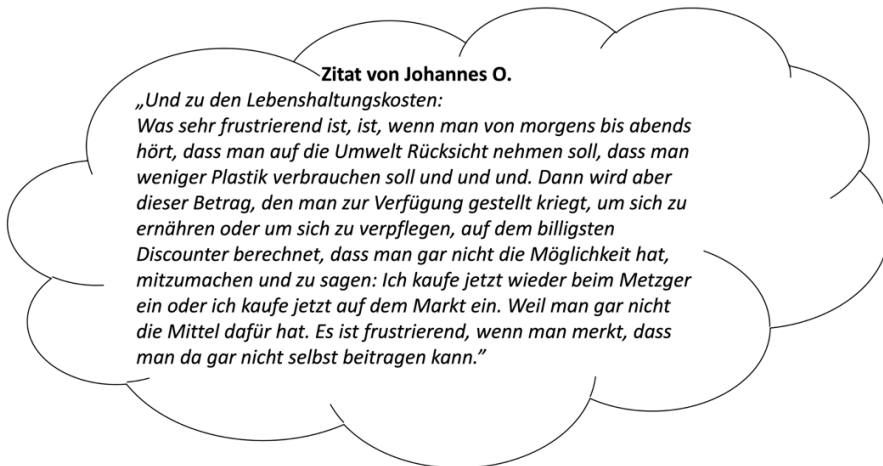 Zitat von Johannes O.
„Und zu den Lebenshaltungskosten:
Was sehr frustrierend ist, ist, wenn man von morgens bis abends
hört, dass man auf die Umwelt Rücksicht nehmen soll, dass man
weniger Plastik verbrauchen soll und und und. Dann wird aber
dieser Betrag, den man zur Verfügung gestellt kriegt, um sich zu
ernähren oder um sich zu verpflegen, auf dem billigsten
Discounter berechnet, dass man gar nicht die Möglichkeit hat,
mitzumachen und zu sagen: Ich kaufe jetzt wieder beim Metzger
ein oder ich kaufe jetzt auf dem Markt ein. Weil man gar nicht
die Mittel dafür hat. Es ist frustrierend, wenn man merkt, dass
man da gar nicht selbst beitragen kann.”